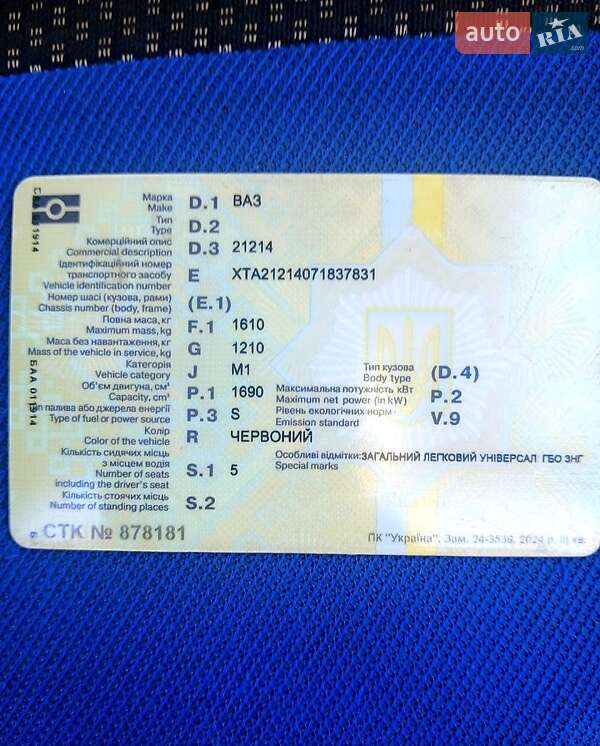 auto RIA .com
Марка D.1 ВАЗ
Make
Тип D.2
Type
Комерційний опис D.3 21214
Commercial description
Ідентифікаційний номер
транспортного засобу E XTA21214071837831
Vehicle identification number
Номер шасі (кузова, рами) (E.1)
Chassis number (body, frame)
Повна маса, кг F.1 1610
Maximum mass, kg
Маса без навантаження, кг G 1210
Mass of the vehicle in service, kg
Категорія J M1 Тип кузова (D.4)
Vehicle category Body type
Об'єм двигуна, см³ P.1 1690 Максимальна потужність кВт P.2
Capacity, cm³ Maximum net power (in kW)
Тип палива або джерела енергії P.3 S Рівень екологічних норм V.9
Type of fuel or power source Emission standard
Колір R ЧЕРВОНИЙ
Color of the vehicle
Кількість сидячих місць Особливі відмітки: ЗАГАЛЬНИЙ ЛЕГКОВИЙ УНІВЕРСАЛ ГБО ЗНГ
з місцем водія S.1 5 Special marks
Number of seats
including the driver's seat
Кількість стоячих місць S.2
Number of standing places
СТК № 878181
ПК "Україна". Зам. 24-3539, 2024 р. III кв.
БАА 011914